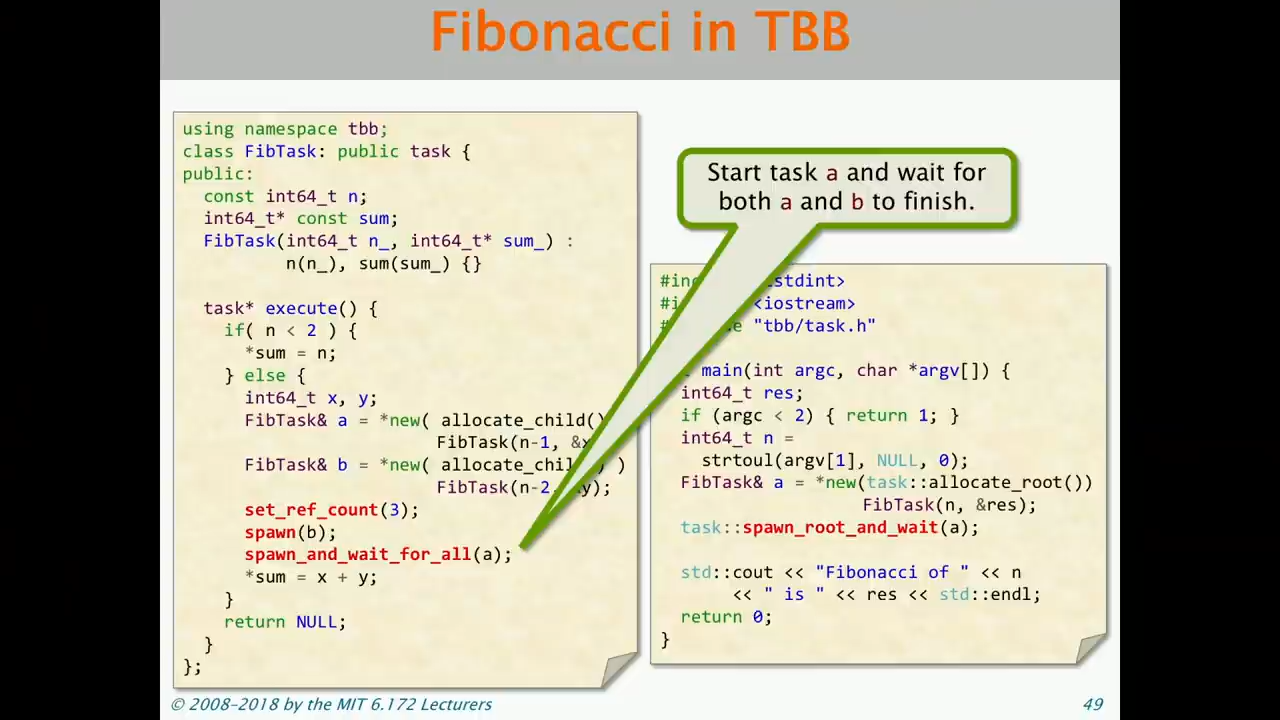 Fibonacci in TBB
using namespace tbb;
class FibTask: public task {
public:
const int64_t n;
int64_t* const sum;
FibTask(int64_t n_, int64_t* sum_) :
n(n_), sum(sum_) {}
task* execute() {
if( n < 2 ) {
*sum = n;
} else {
int64_t x, y;
FibTask& a = *new( allocate_child()
FibTask(n-1, &x
FibTask& b = *new( allocate_chil ) )
FibTask(n-2 y);
set_ref_count(3);
spawn(b);
spawn_and_wait_for_all(a);
*sum = x + y;
}
return NULL;
}
};
Start task a and wait for
both a and b to finish.
#inc stdint>
#i <iostream>
# e "tbb/task.h"
main(int argc, char *argv[]) {
int64_t res;
if (argc < 2) { return 1; }
int64_t n =
strtoul(argv[1], NULL, 0);
FibTask& a = *new(task::allocate_root())
FibTask(n, &res);
task::spawn_root_and_wait(a);
std::cout << "Fibonacci of " << n
<< " is " << res << std::endl;
return 0;
}
© 2008–2018 by the MIT 6.172 Lecturers
49